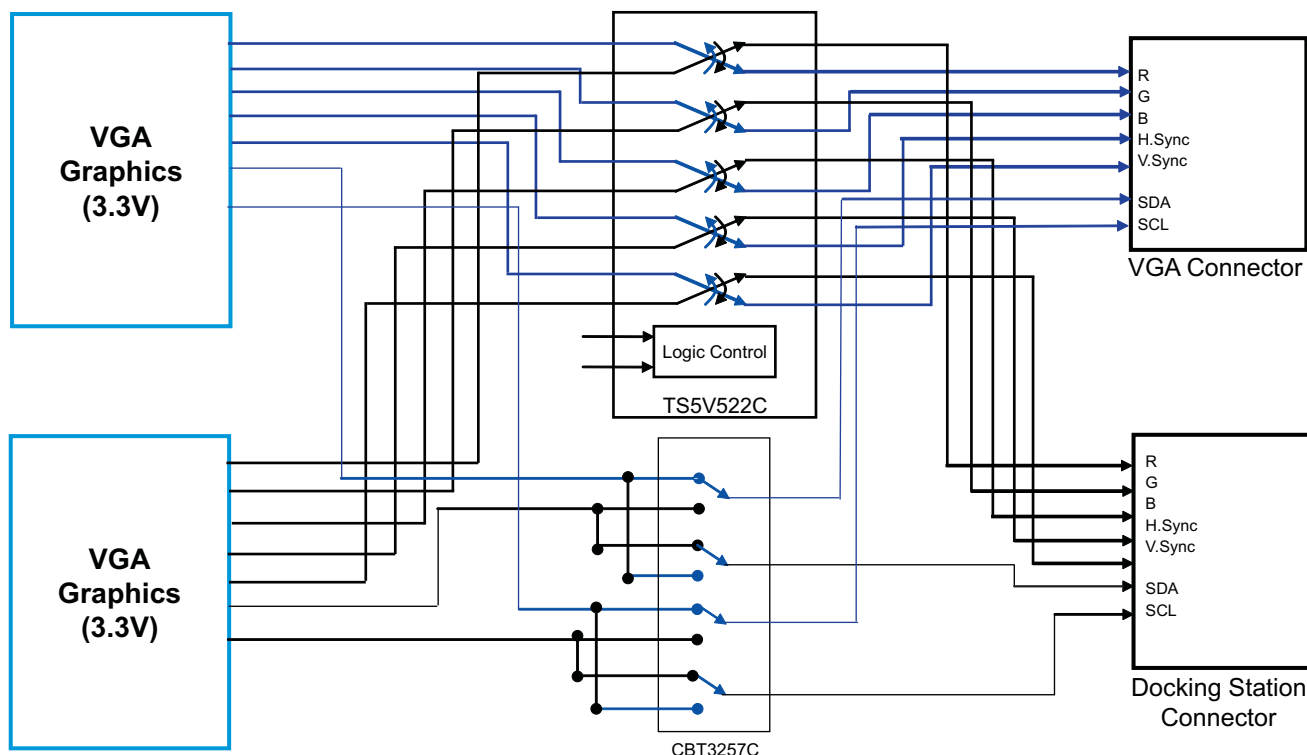 VGA
Graphics
(3.3V)
Logic Control
TS5V522C
R
G
B
H.Sync
V.Sync
SDA
SCL
VGA Connector
VGA
Graphics
(3.3V)
CBT3257C
R
G
B
H.Sync
V.Sync
SDA
SCL
Docking Station
Connector